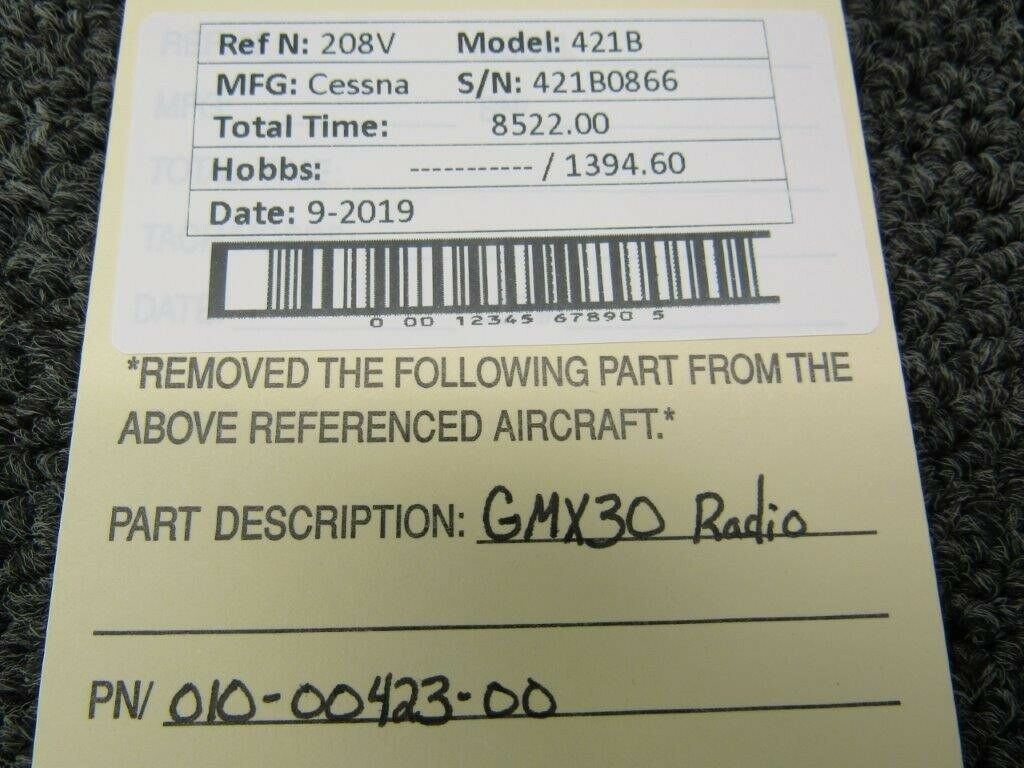 Ref N: 208V Model: 421B
MFG: Cessna S/N: 421B0866
Total Time: 8522.00
Hobbs: ----------- / 1394.60
Date: 9-2019
0 00 12345 67890 5
*REMOVED THE FOLLOWING PART FROM THE
ABOVE REFERENCED AIRCRAFT.*
PART DESCRIPTION: GMX30 Radio
PN/ 010-00423-00